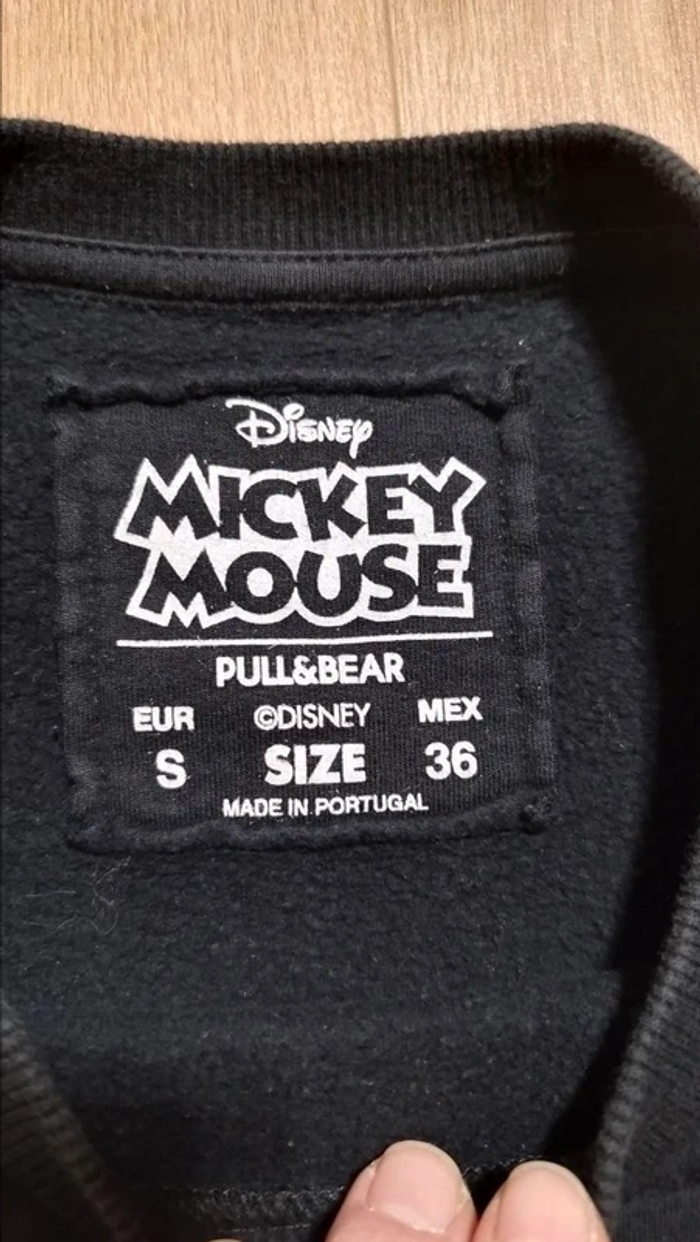 Disney
MICKEY
MOUSE
PULL&BEAR
EUR ©DISNEY MEX
S SIZE 36
MADE IN PORTUGAL